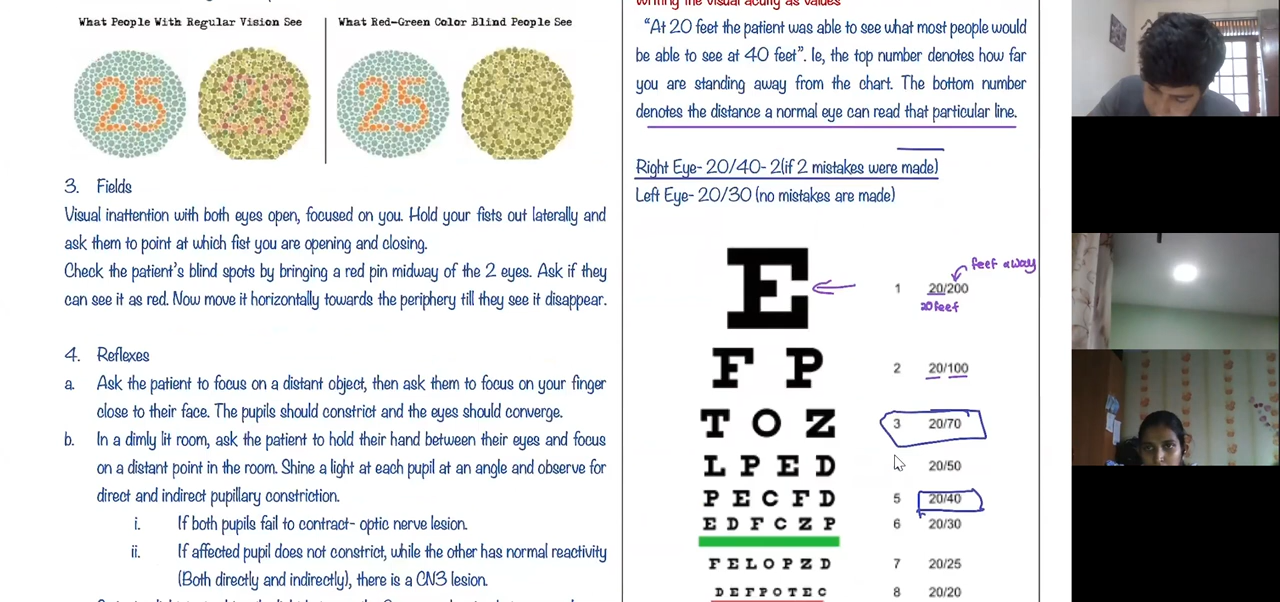 What People With Regular Vision See
What Red-Green Color Blind People See
25
29
25
3. Fields
Visual inattention with both eyes open, focused on you. Hold your fists out laterally and
ask them to point at which fist you are opening and closing.
Check the patient's blind spots by bringing a red pin midway of the 2 eyes. Ask if they
can see it as red. Now move it horizontally towards the periphery till they see it disappear.
4. Reflexes
a. Ask the patient to focus on a distant object, then ask them to focus on your finger
close to their face. The pupils should constrict and the eyes should converge.
b. In a dimly lit room, ask the patient to hold their hand between their eyes and focus
on a distant point in the room. Shine a light at each pupil at an angle and observe for
direct and indirect pupillary constriction.
i. If both pupils fail to contract- optic nerve lesion.
ii. If affected pupil does not constrict, while the other has normal reactivity
(Both directly and indirectly), there is a CN3 lesion.
writing the visual acuity as values
"At 20 feet the patient was able to see what most people would
be able to see at 40 feet". Ie, the top number denotes how far
you are standing away from the chart. The bottom number
denotes the distance a normal eye can read that particular line.
Right Eye- 20/40- 2(if 2 mistakes were made)
Left Eye- 20/30 (no mistakes are made)
feet away
E 1 20/200
20 feet
F P 2 20/100
T O Z 3 20/70
L P E D 20/50
P E C F D 5 20/40
E D F C Z P 6 20/30
F E L O P Z D 7 20/25
D E F P O T E C 8 20/20